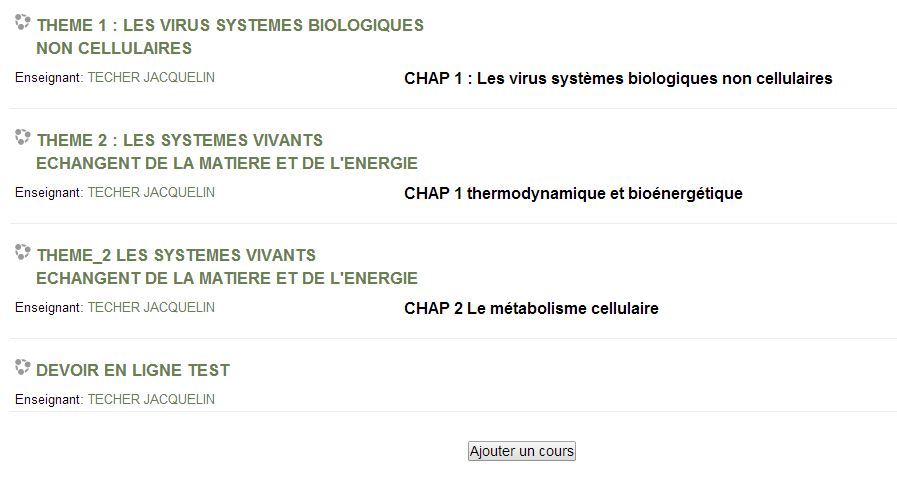 THEME 1 : LES VIRUS SYSTEMES BIOLOGIQUES
NON CELLULAIRES
Enseignant: TECHER JACQUELIN
CHAP 1 : Les virus systèmes biologiques non cellulaires
THEME 2 : LES SYSTEMES VIVANTS
ECHANGENT DE LA MATIERE ET DE L'ENERGIE
Enseignant: TECHER JACQUELIN
CHAP 1 thermodynamique et bioénergétique
THEME_2 LES SYSTEMES VIVANTS
ECHANGENT DE LA MATIERE ET DE L'ENERGIE
Enseignant: TECHER JACQUELIN
CHAP 2 Le métabolisme cellulaire
DEVOIR EN LIGNE TEST
Enseignant: TECHER JACQUELIN
Ajouter un cours